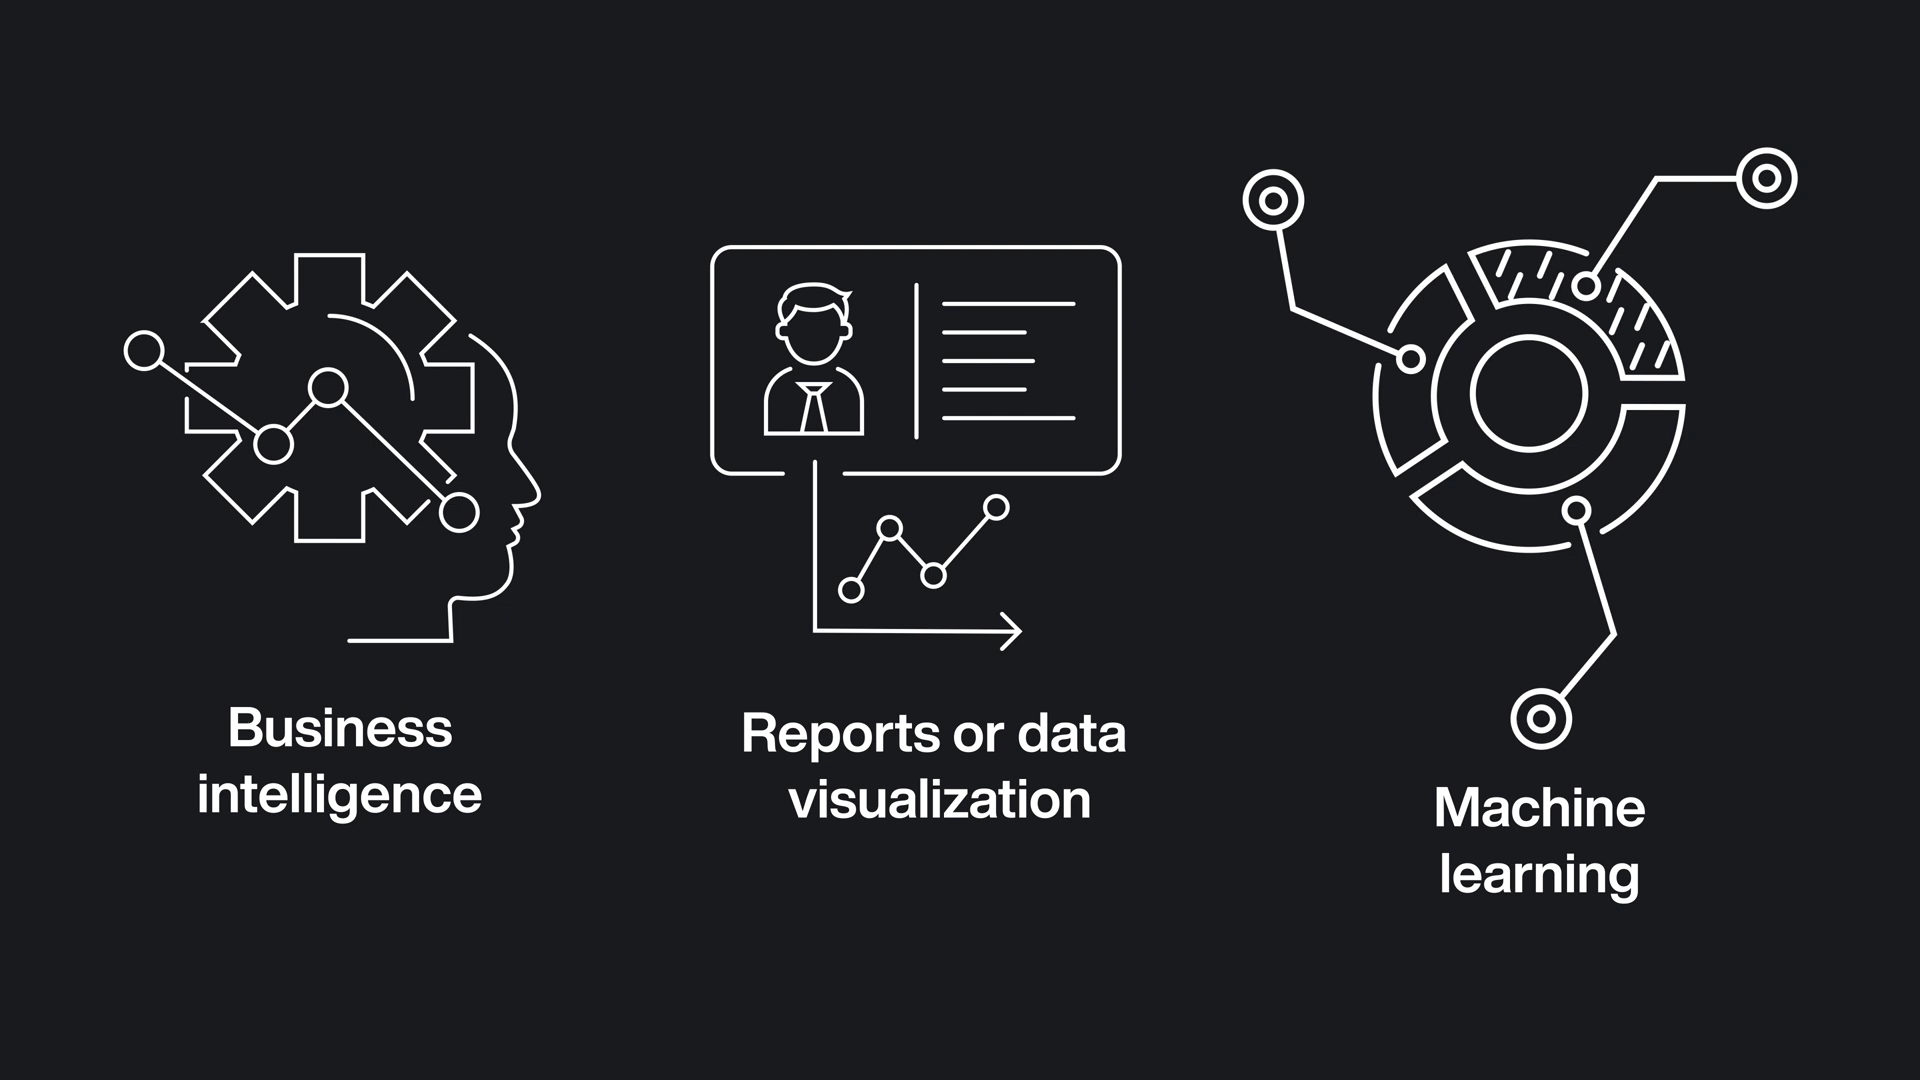 Business
intelligence
Reports or data
visualization
Machine
learning